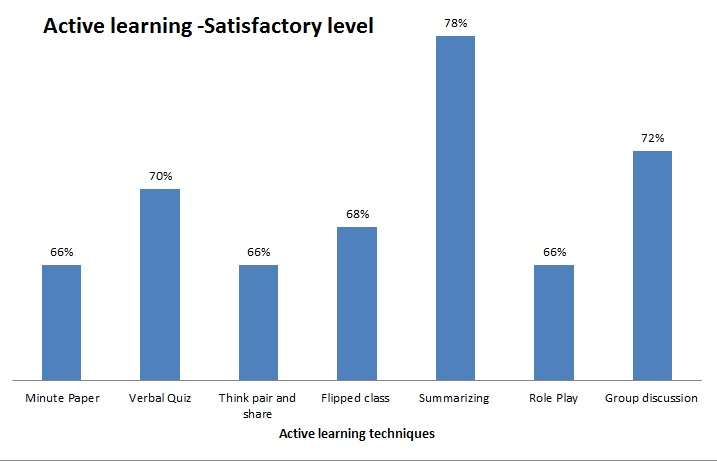 Active learning -Satisfactory level
78%
72%
70%
68%
66%
66%
66%
Minute Paper
Verbal Quiz
Think pair and
share
Flipped class
Summarizing
Role Play
Group discussion
Active learning techniques